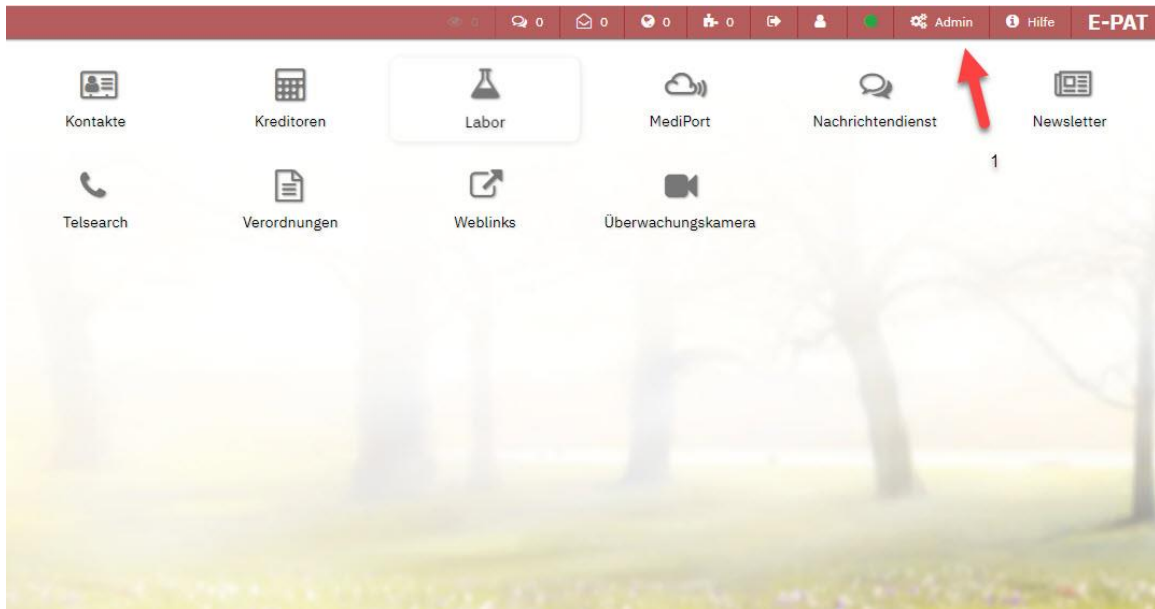 0 0 0 0 0 Admin Hilfe E-PAT
Kontakte Kreditoren Labor MediPort Nachrichtendienst Newsletter
1
Telsearch Verordnungen Weblinks Überwachungskamera